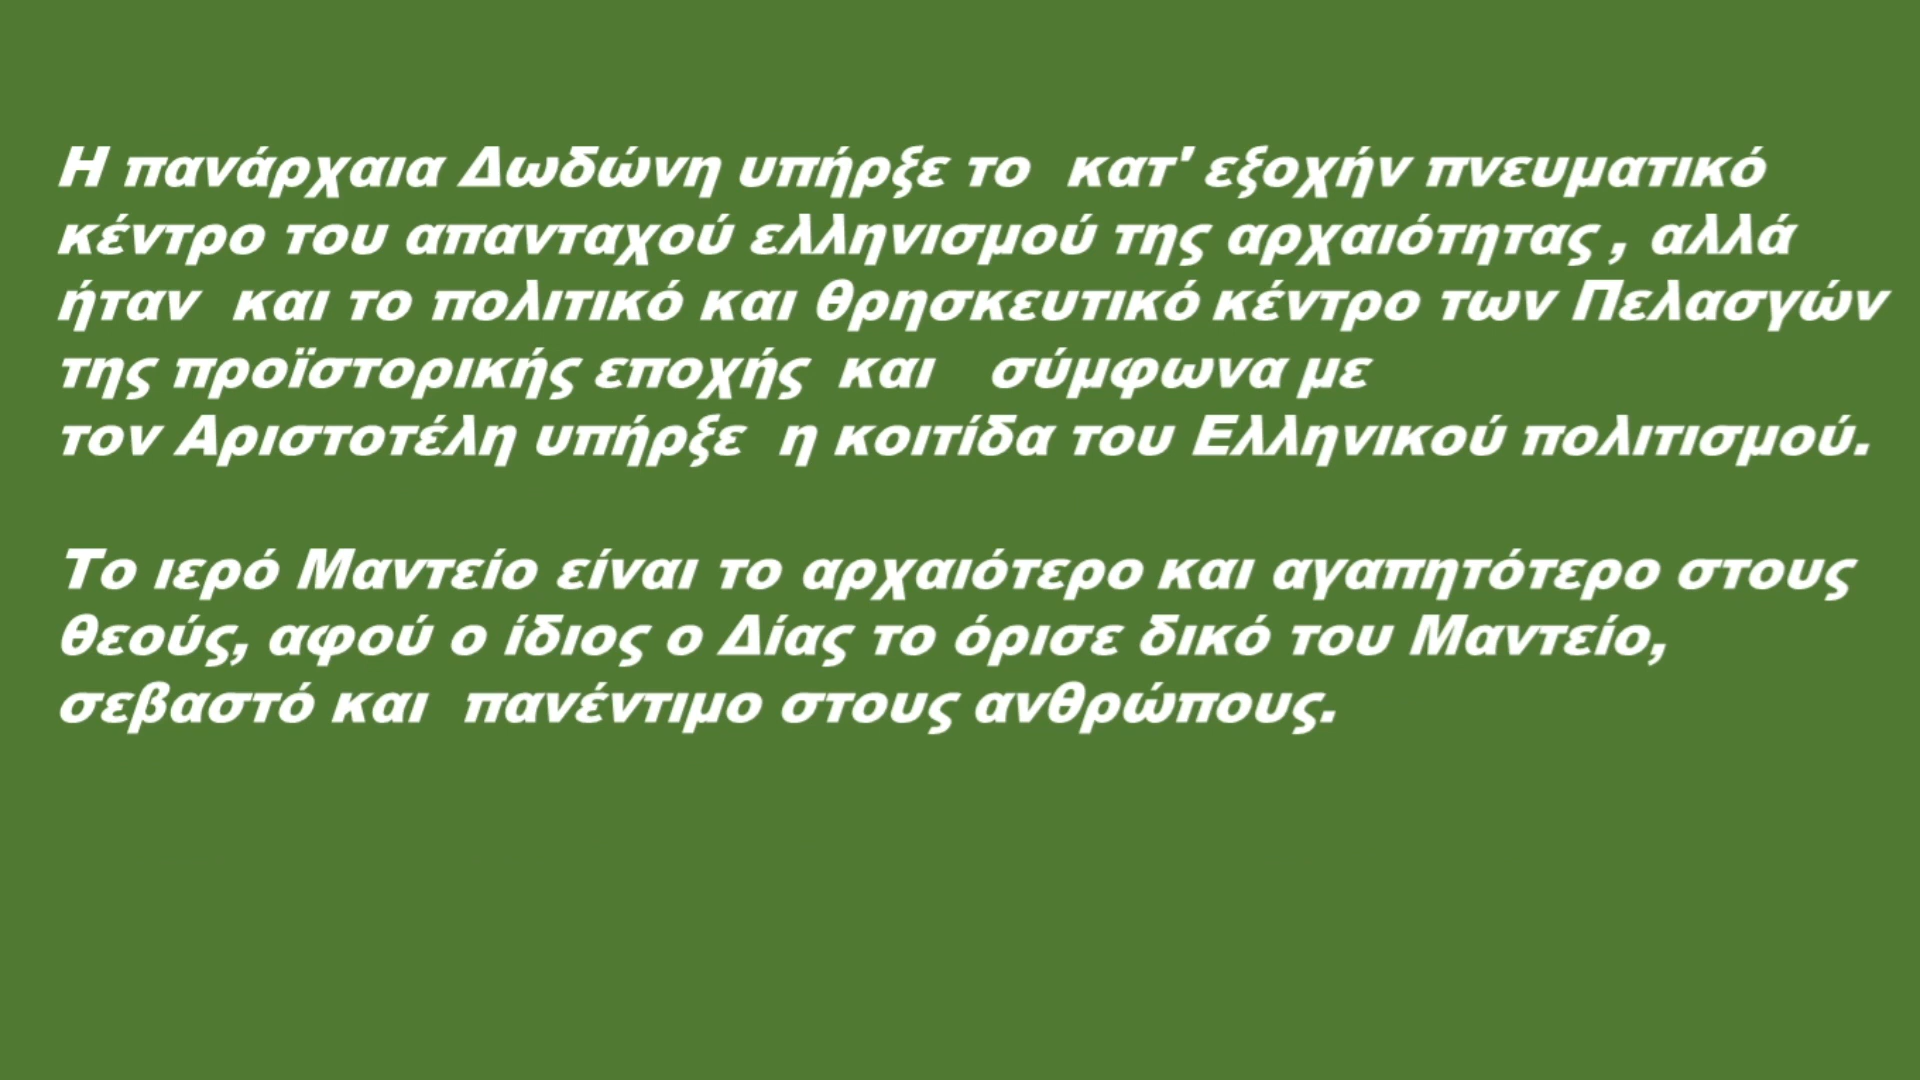 Η πανάρχαια Δωδώνη υπήρξε το  κατ' εξοχήν πνευματικό
κέντρο του απανταχού ελληνισμού της αρχαιότητας , αλλά
ήταν  και το πολιτικό και θρησκευτικό κέντρο των Πελασγών
της προϊστορικής εποχής  και   σύμφωνα με
τον Αριστοτέλη υπήρξε  η κοιτίδα του Ελληνικού πολιτισμού.
Το ιερό Μαντείο είναι το αρχαιότερο και αγαπητότερο στους
θεούς, αφού ο ίδιος ο Δίας το όρισε δικό του Μαντείο,
σεβαστό και  πανέντιμο στους ανθρώπους.